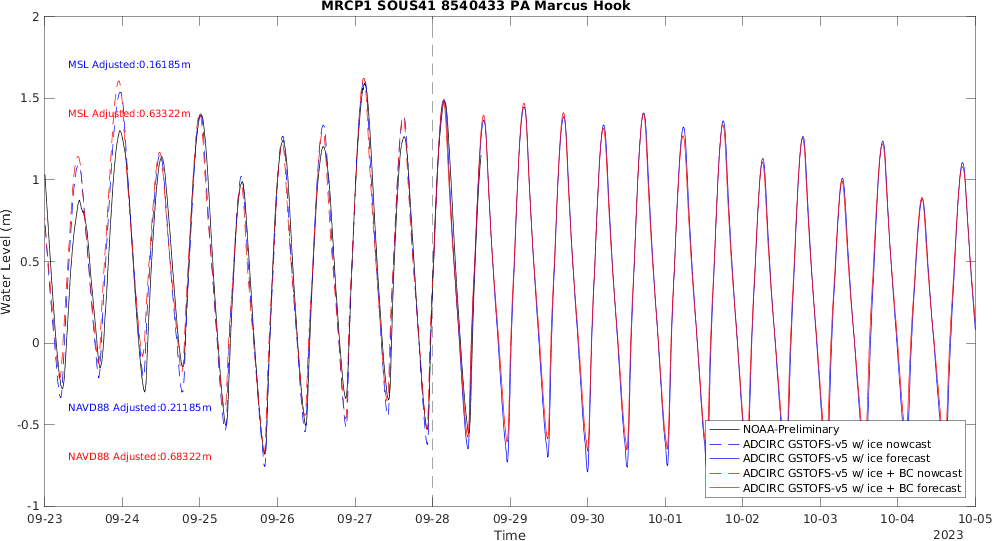 MRCP1 SOUS41 8540433 PA Marcus Hook
2
1.5
1
0.5
0
-0.5
-1
Water Level (m)
MSL Adjusted:0.16185m
MSL Adjusted:0.63322m
NAVD88 Adjusted:0.21185m
NAVD88 Adjusted:0.68322m
NOAA-Preliminary
ADCIRC GSTOFS-v5 w/ ice nowcast
ADCIRC GSTOFS-v5 w/ ice forecast
ADCIRC GSTOFS-v5 w/ ice + BC nowcast
ADCIRC GSTOFS-v5 w/ ice + BC forecast
09-23 09-24 09-25 09-26 09-27 09-28 09-29 09-30 10-01 10-02 10-03 10-04 10-05
Time
2023